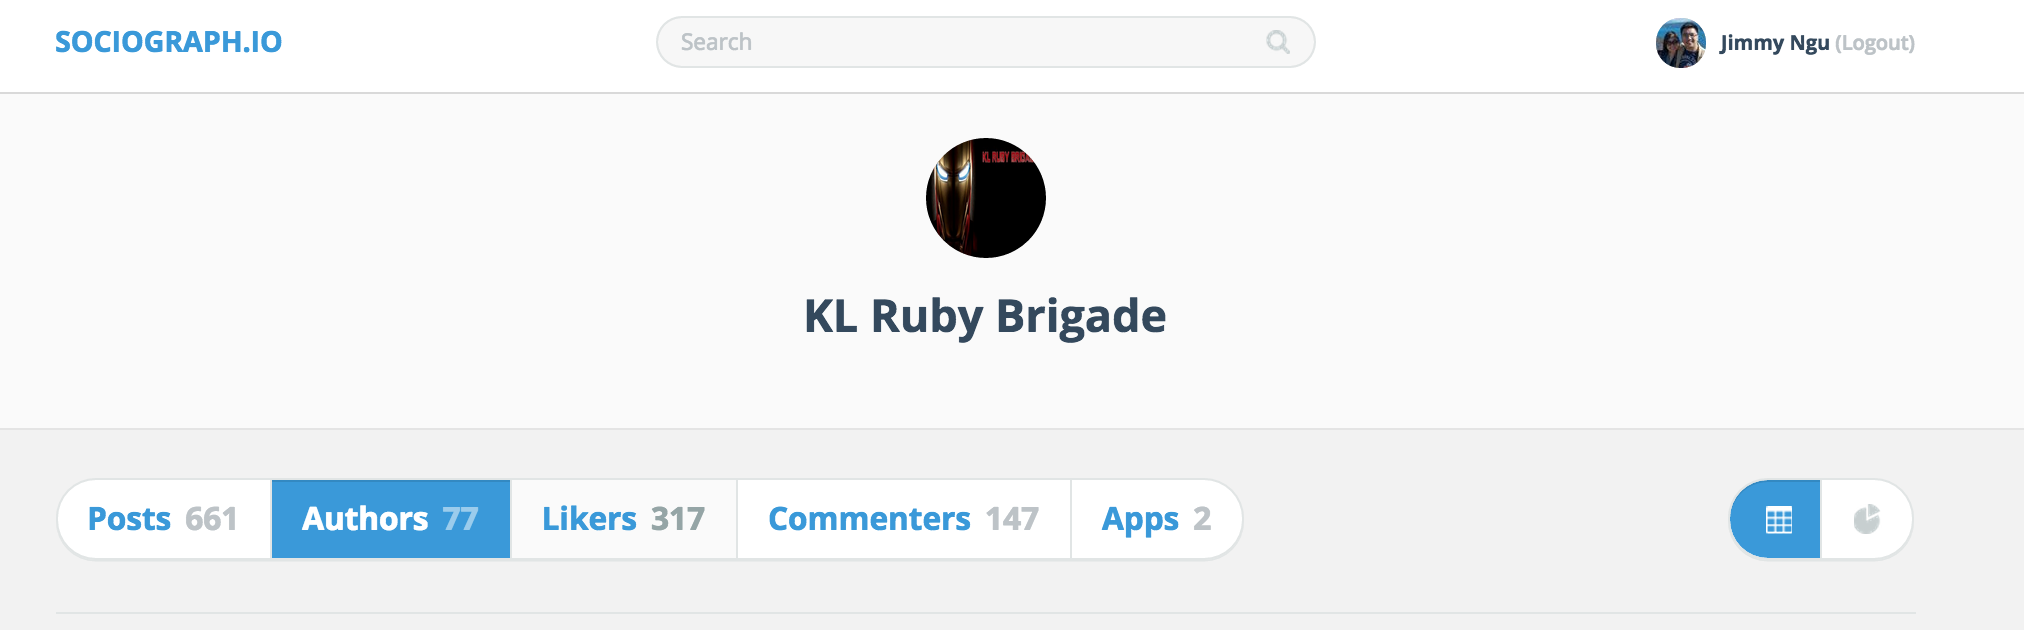 SOCIOGRAPH.IO
Search
Jimmy Ngu (Logout)
KL RUBY
KL Ruby Brigade
Posts 661
Authors 77
Likers 317
Commenters 147
Apps 2